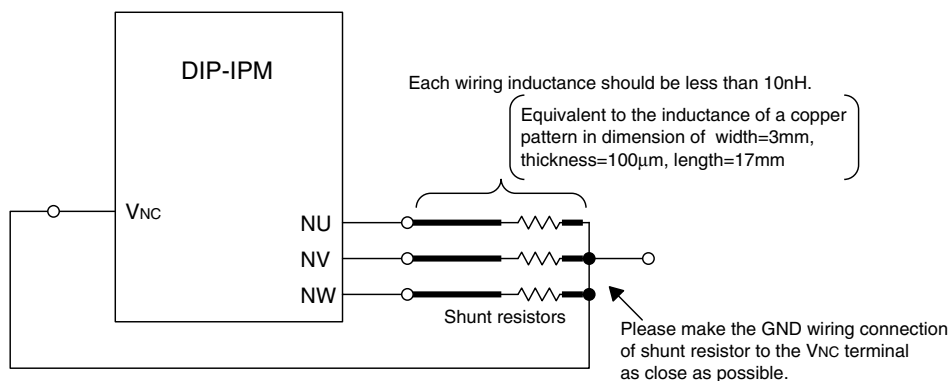 DIP-IPM
Each wiring inductance should be less than 10nH.
Equivalent to the inductance of a copper
pattern in dimension of width=3mm,
thickness=100μm, length=17mm
VNC
NU
NV
NW
Shunt resistors
Please make the GND wiring connection
of shunt resistor to the VNC terminal
as close as possible.